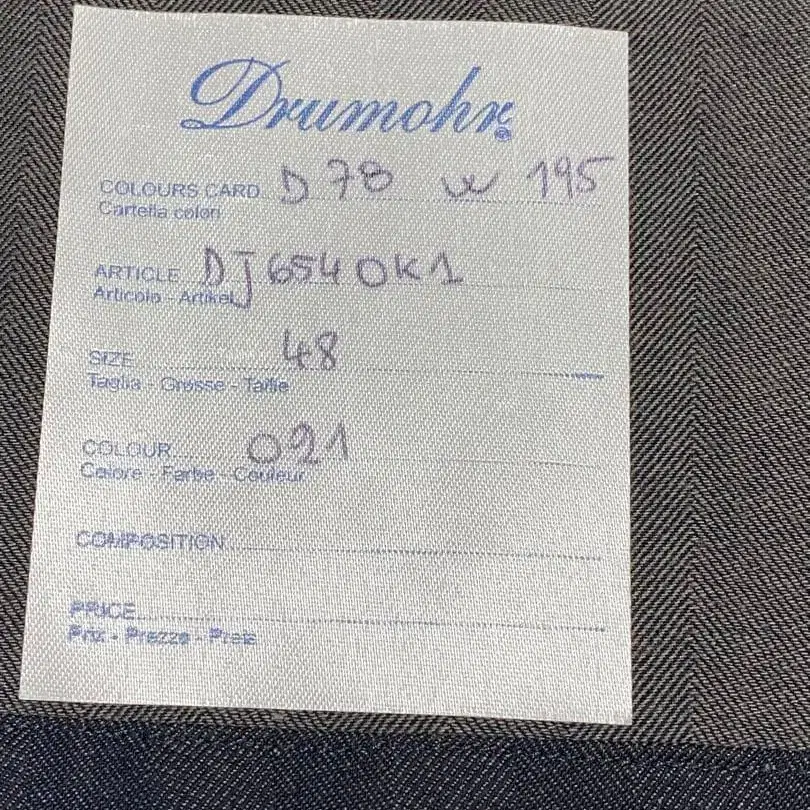 Drumohr®
COLOURS CARD D 78 w 195
Cartella colori
ARTICLE DJ6540K1
Articolo - Artikel
SIZE 48
Taglia - Grösse - Taille
COLOUR 021
Colore - Farbe - Couleur
COMPOSITION
PRICE
Prix - Prezzo - Preis